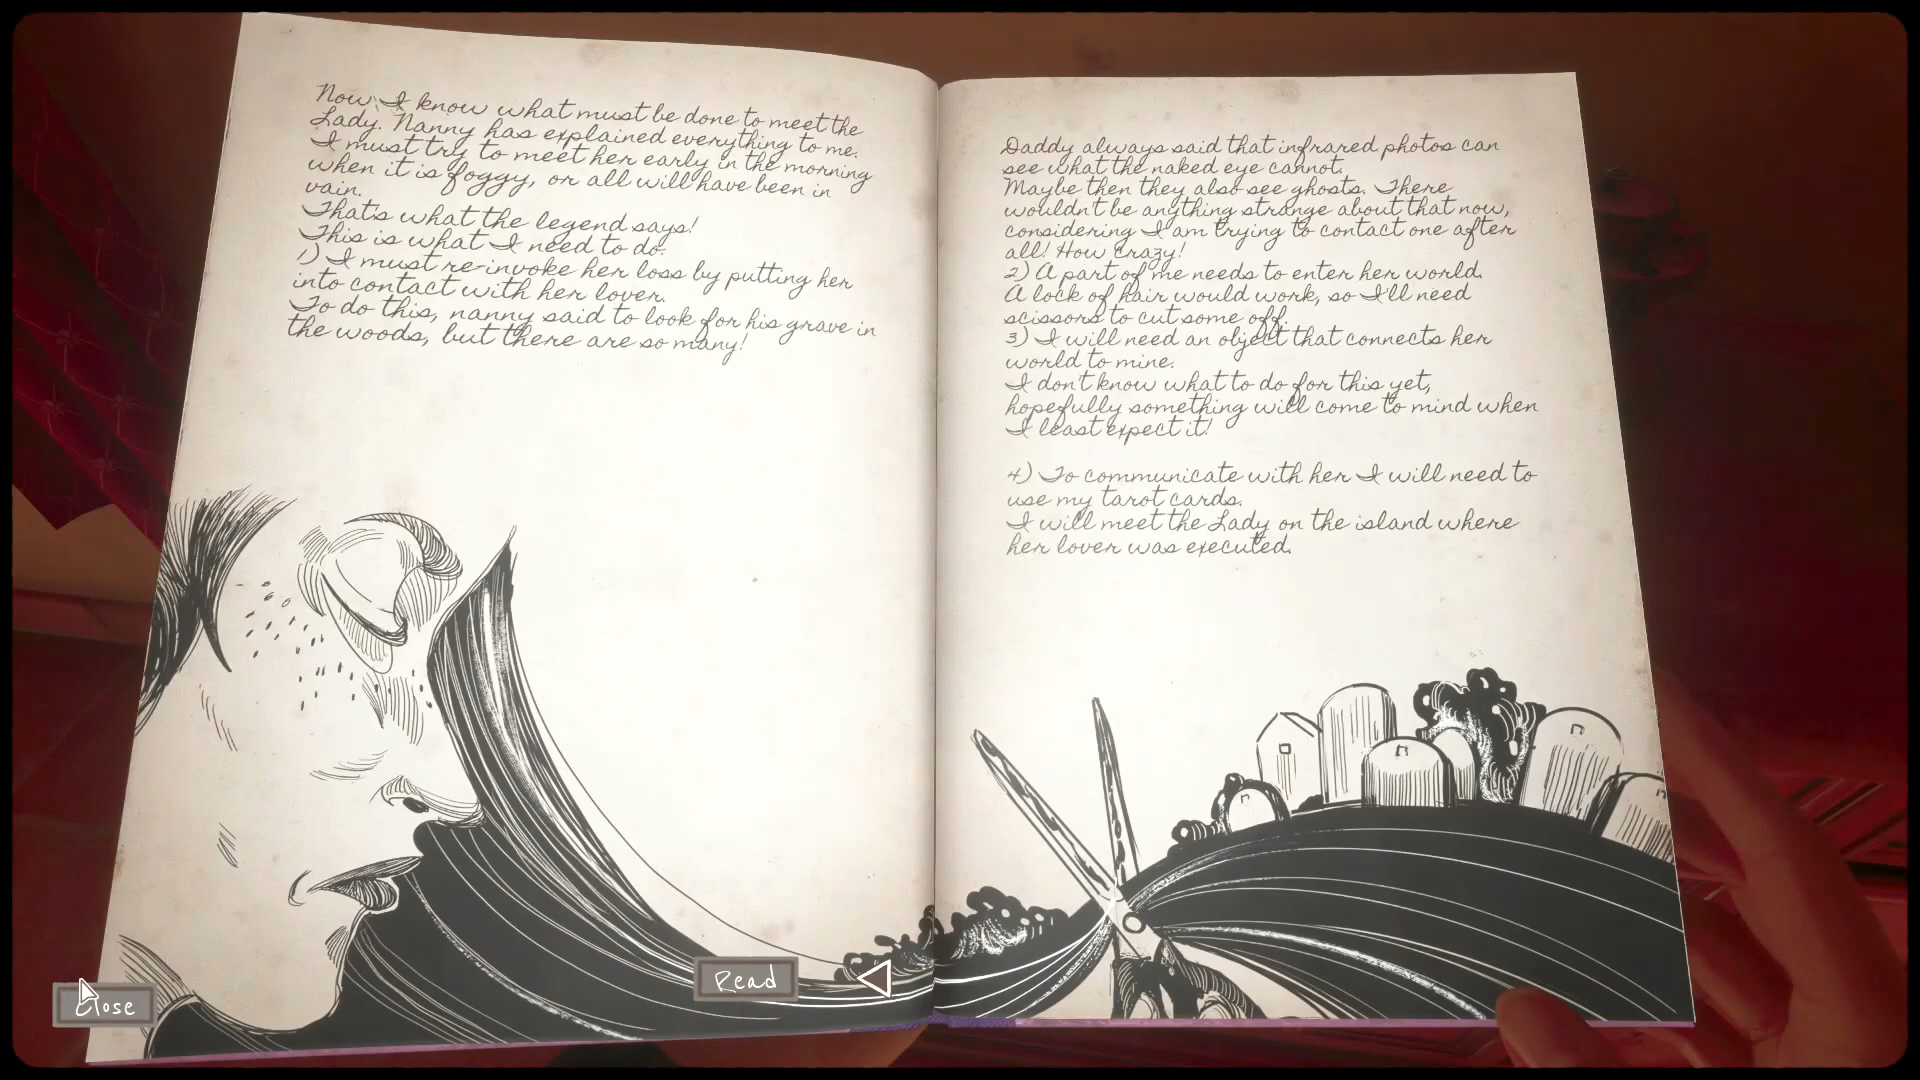 Now I know what must be done to meet the
Lady. Nanny has explained everything to me.
I must try to meet her early in the morning
when it is foggy, or all will have been in
vain.
That's what the legend says!
This is what I need to do:
1) I must re-invoke her loss by putting her
into contact with her lover.
To do this, nanny said to look for his grave in
the woods, but there are so many!
Daddy always said that infrared photos can
see what the naked eye cannot.
Maybe then they also see ghosts. There
wouldn't be anything strange about that now,
considering I am trying to contact one after
all! How crazy!
2) A part of me needs to enter her world.
A lock of hair would work, so I'll need
scissors to cut some off.
3) I will need an object that connects her
world to mine.
I don't know what to do for this yet,
hopefully something will come to mind when
I least expect it!
4) To communicate with her I will need to
use my tarot cards.
I will meet the Lady on the island where
her lover was executed.
Read
Close